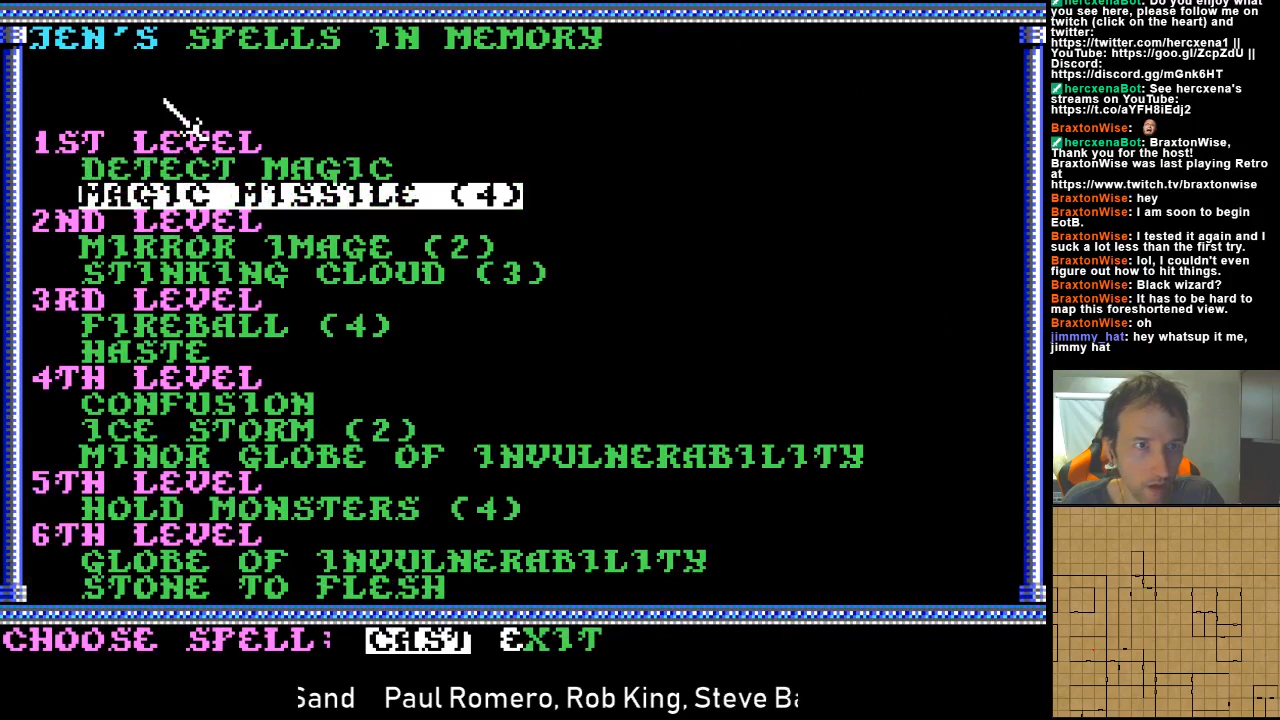 JEN'S SPELLS IN MEMORY
1ST LEVEL
DETECT MAGIC
MAGIC MISSILE (4)
2ND LEVEL
MIRROR IMAGE (2)
STINKING CLOUD (3)
3RD LEVEL
FIREBALL (4)
HASTE
4TH LEVEL
CONFUSION
ICE STORM (2)
MINOR GLOBE OF INVULNERABILITY
5TH LEVEL
HOLD MONSTERS (4)
6TH LEVEL
GLOBE OF INVULNERABILITY
STONE TO FLESH
CHOOSE SPELL: CAST EXIT
Sand Paul Romero, Rob King, Steve Ba
hercxenaBot: Do you enjoy what
you see here, please follow me on
twitch (click on the heart) and
twitter:
https://twitter.com/hercxena1 ||
YouTube: https://goo.gl/ZcpZdU ||
Discord:
https://discord.gg/mGnk6HT
hercxenaBot: See hercxena's
streams on YouTube:
https://t.co/aYFH8iEdj2
BraxtonWise:
hercxenaBot: BraxtonWise,
Thank you for the host!
BraxtonWise was last playing Retro
at
https://www.twitch.tv/braxtonwise
BraxtonWise: hey
BraxtonWise: I am soon to begin
EotB.
BraxtonWise: I tested it again and I
suck a lot less than the first try.
BraxtonWise: lol, I couldn't even
figure out how to hit things.
BraxtonWise: Black wizard?
BraxtonWise: It has to be hard to
map this foreshortened view.
BraxtonWise: oh
jimmmy_hat: hey whatsup it me,
jimmy hat